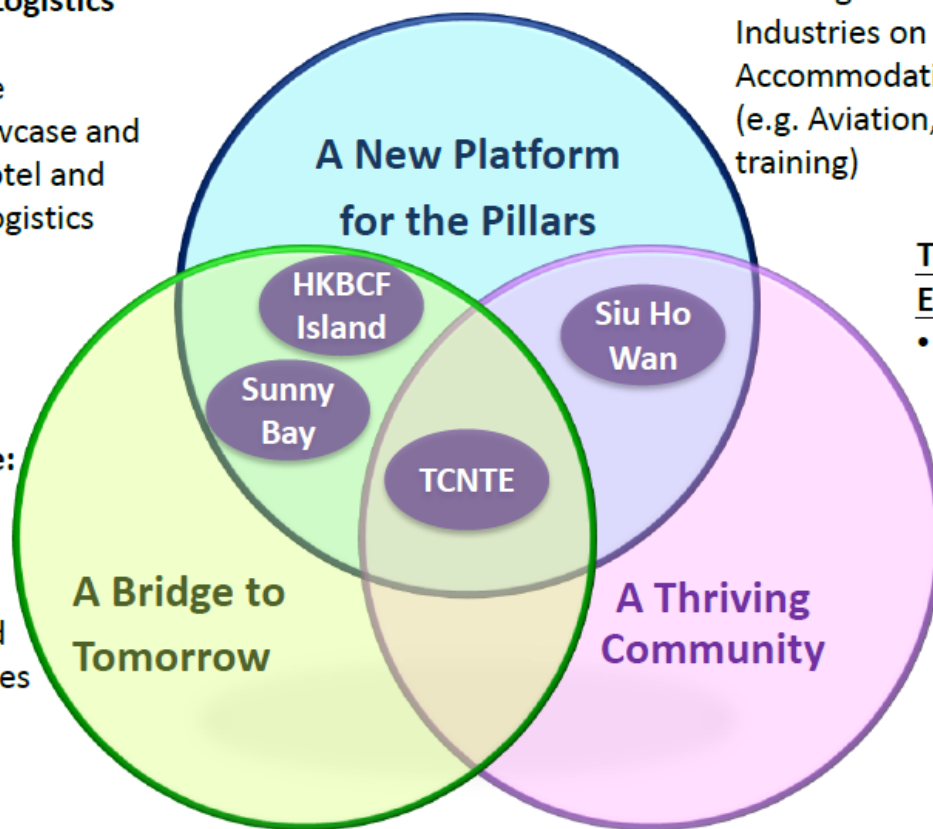 ogistics
wcase and
otel and
ogistics
Industries on
Accommodati
(e.g. Aviation,
training)
A New Platform
for the Pillars
HKBCF
Island
Siu Ho
Wan
Sunny
Bay
TCNTE
T
E
•
e:
A Bridge to
Tomorrow
A Thriving
Community
d
es